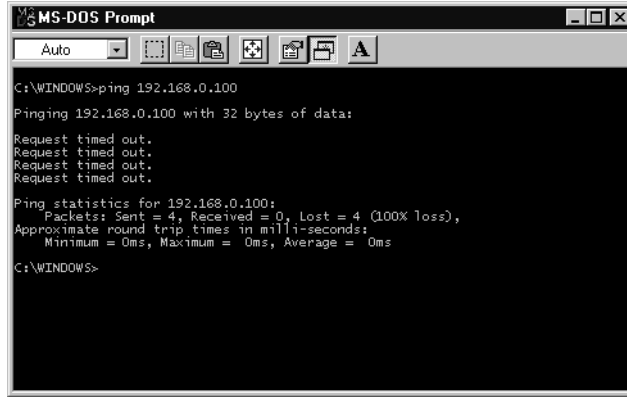 MS-DOS Prompt
Auto
A
C:\WINDOWS>ping 192.168.0.100
Pinging 192.168.0.100 with 32 bytes of data:
Request timed out.
Request timed out.
Request timed out.
Request timed out.
Ping statistics for 192.168.0.100:
Packets: Sent = 4, Received = 0, Lost = 4 (100% loss),
Approximate round trip times in milli-seconds:
Minimum = 0ms, Maximum =  0ms, Average =  0ms
C:\WINDOWS>